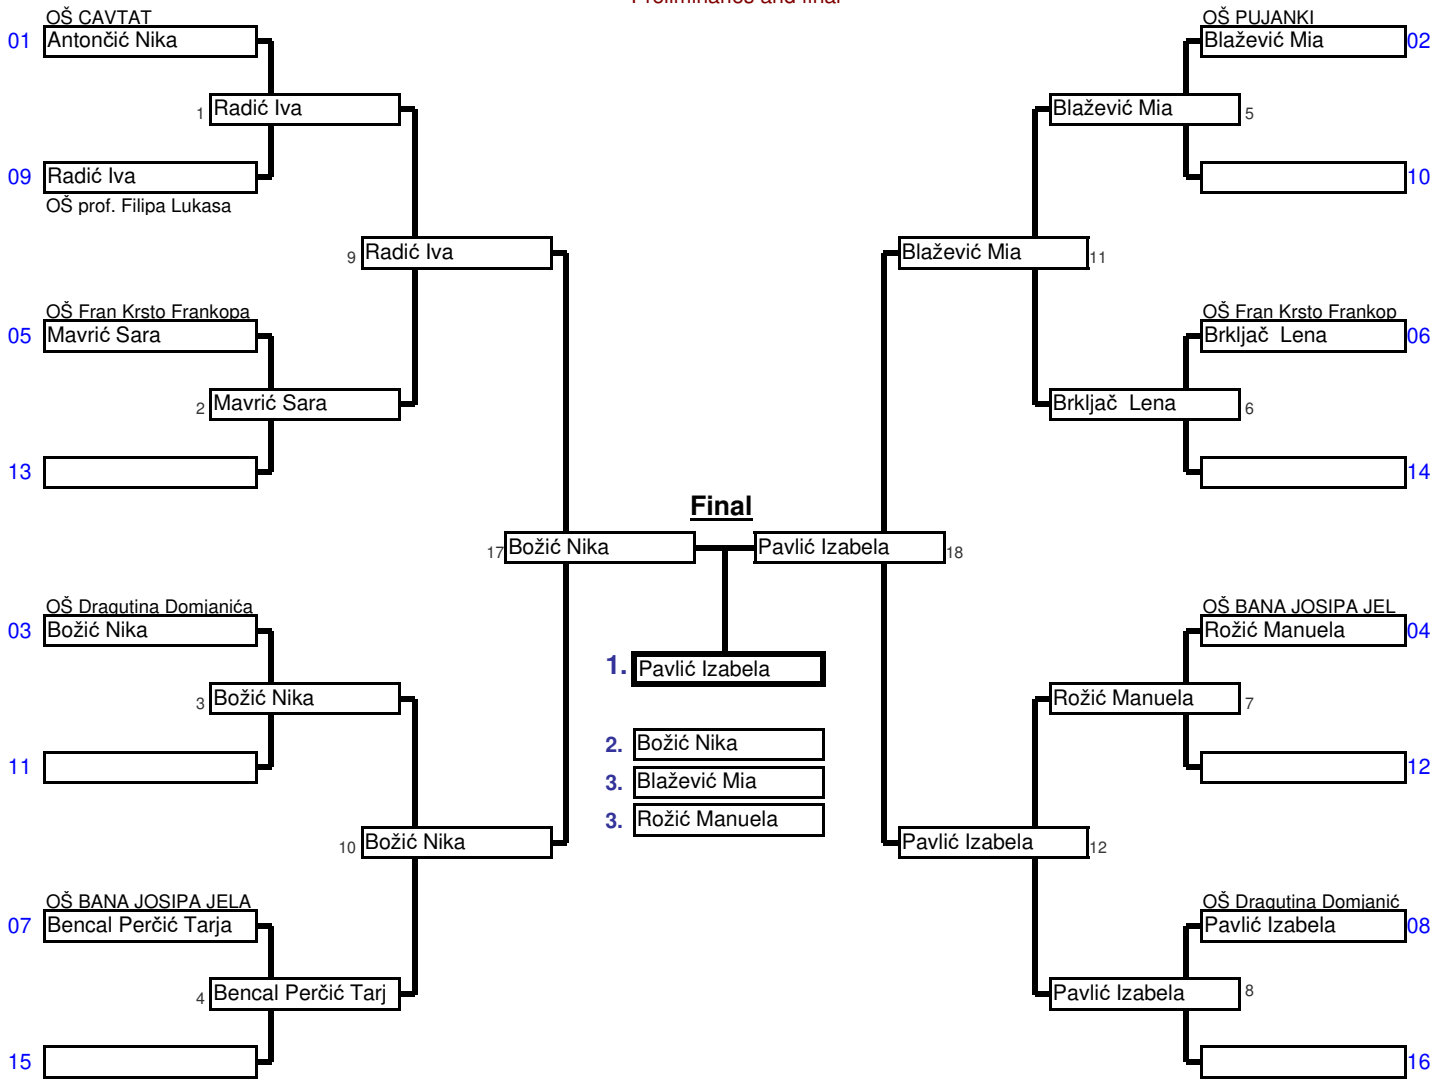 Preliminaries and final
OŠ CAVTAT
01 Antončić Nika
1 Radić Iva
09 Radić Iva
OŠ prof. Filipa Lukasa
9 Radić Iva
OŠ Fran Krsto Frankopa
05 Mavrić Sara
2 Mavrić Sara
13
17 Božić Nika
OŠ Dragutina Domjanića
03 Božić Nika
3 Božić Nika
11
10 Božić Nika
OŠ BANA JOSIPA JELA
07 Bencal Perčić Tarja
4 Bencal Perčić Tarj
15
Final
1. Pavlić Izabela
2. Božić Nika
3. Blažević Mia
3. Rožić Manuela
OŠ PUJANKI
Blažević Mia 02
Blažević Mia 5
10
Blažević Mia 11
OŠ Fran Krsto Frankop
Brkljač  Lena 06
Brkljač  Lena 6
14
Pavlić Izabela 18
OŠ BANA JOSIPA JEL
Rožić Manuela 04
Rožić Manuela 7
12
Pavlić Izabela 12
OŠ Dragutina Domjanić
Pavlić Izabela 08
Pavlić Izabela 8
16